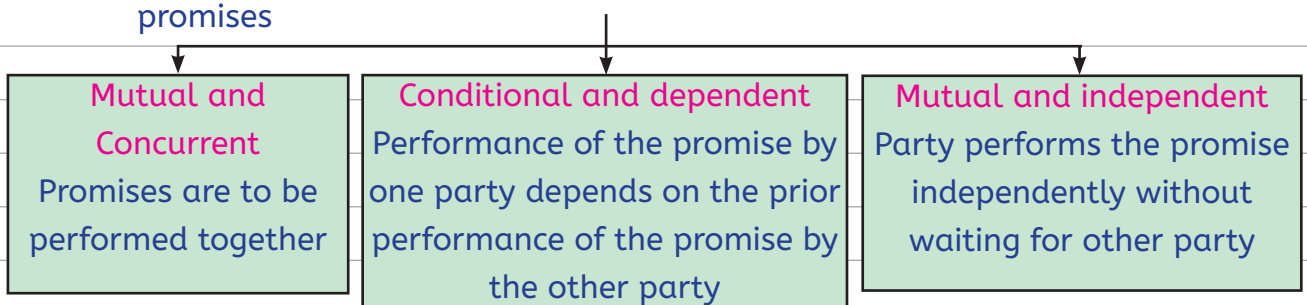 promises
Mutual and
Concurrent
Promises are to be
performed together
Conditional and dependent
Performance of the promise by
one party depends on the prior
performance of the promise by
the other party
Mutual and independent
Party performs the promise
independently without
waiting for other party